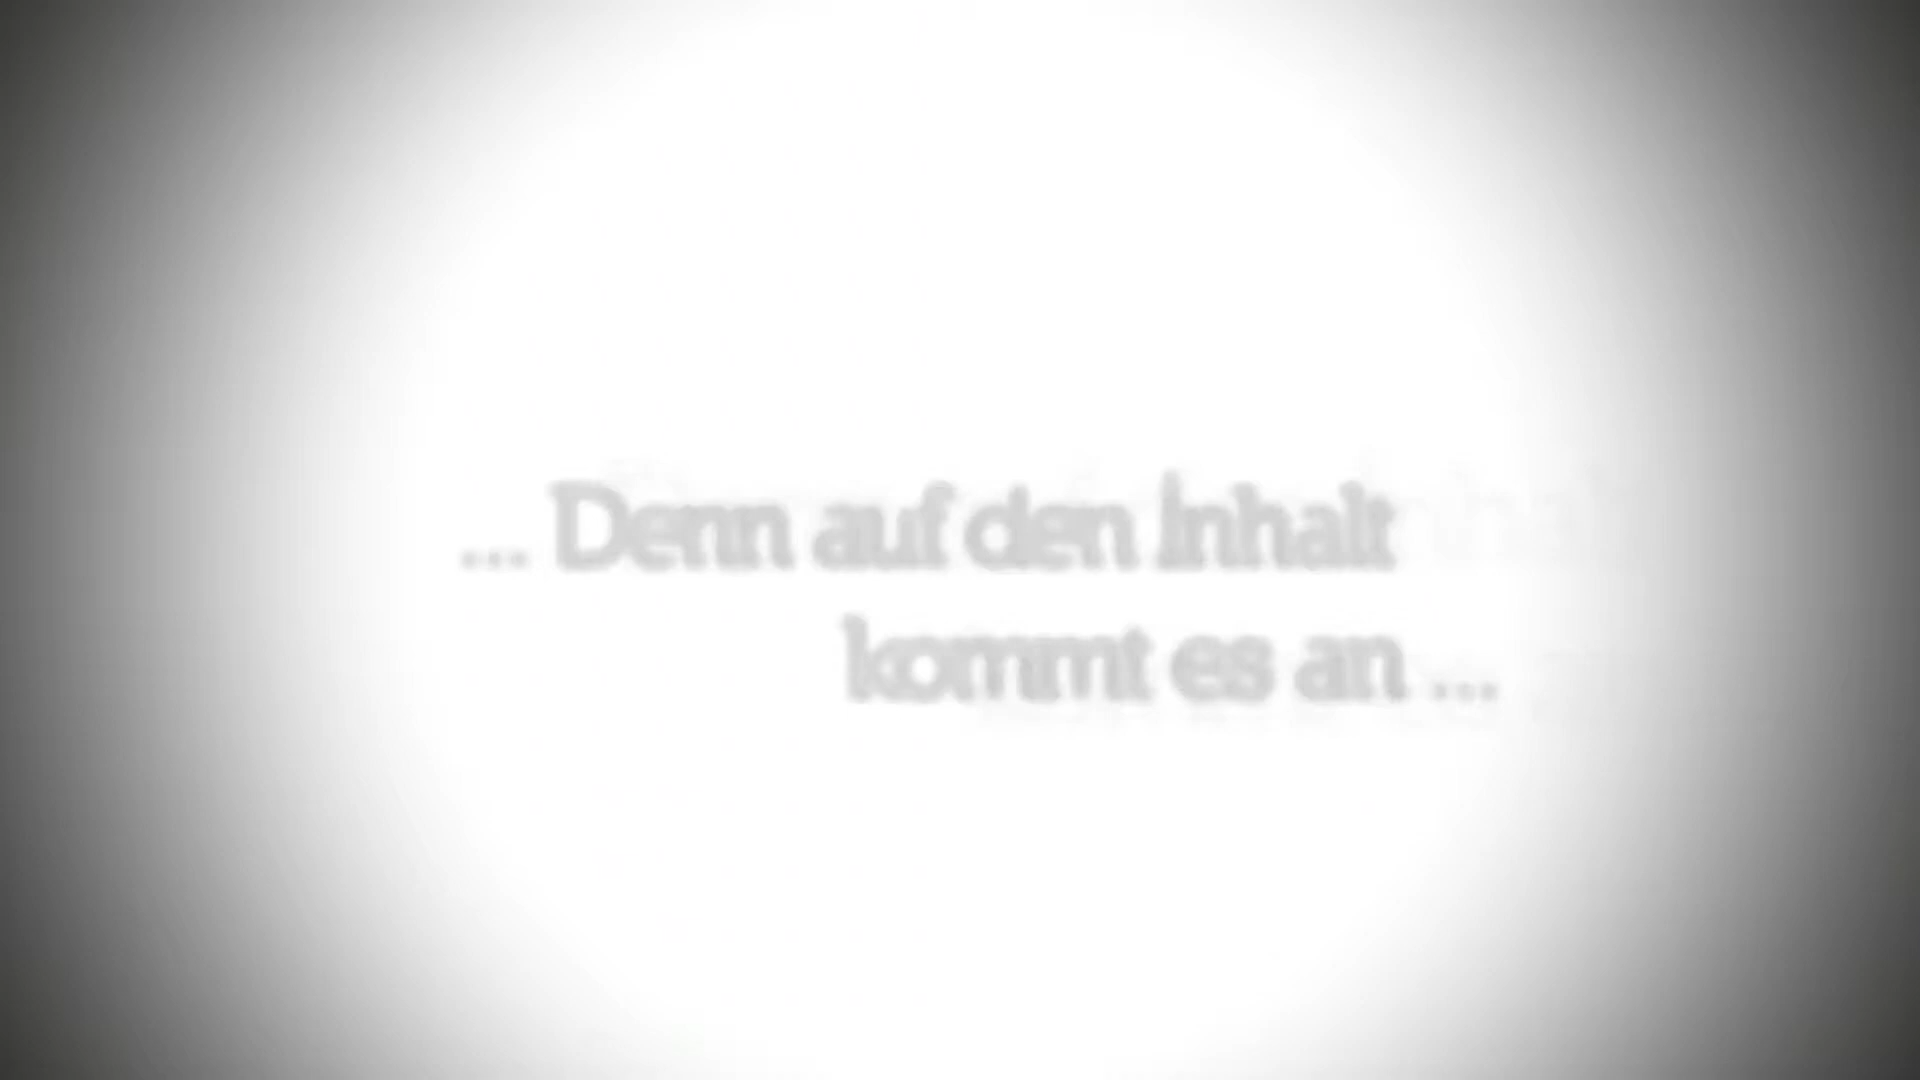 ... Denn auf den Inhalt
kommt es an ...